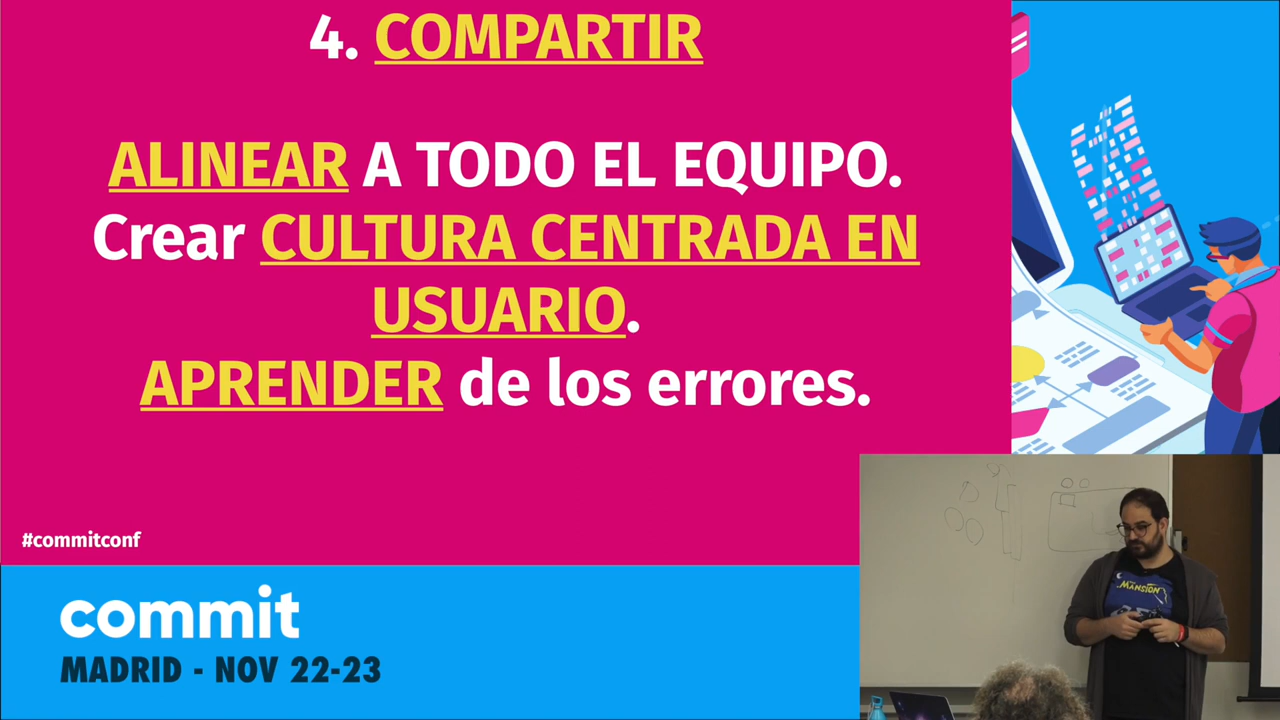 4. COMPARTIR
ALINEAR A TODO EL EQUIPO.
Crear CULTURA CENTRADA EN
USUARIO.
APRENDER de los errores.
#commitconf
commit
MADRID - NOV 22-23
MANSION